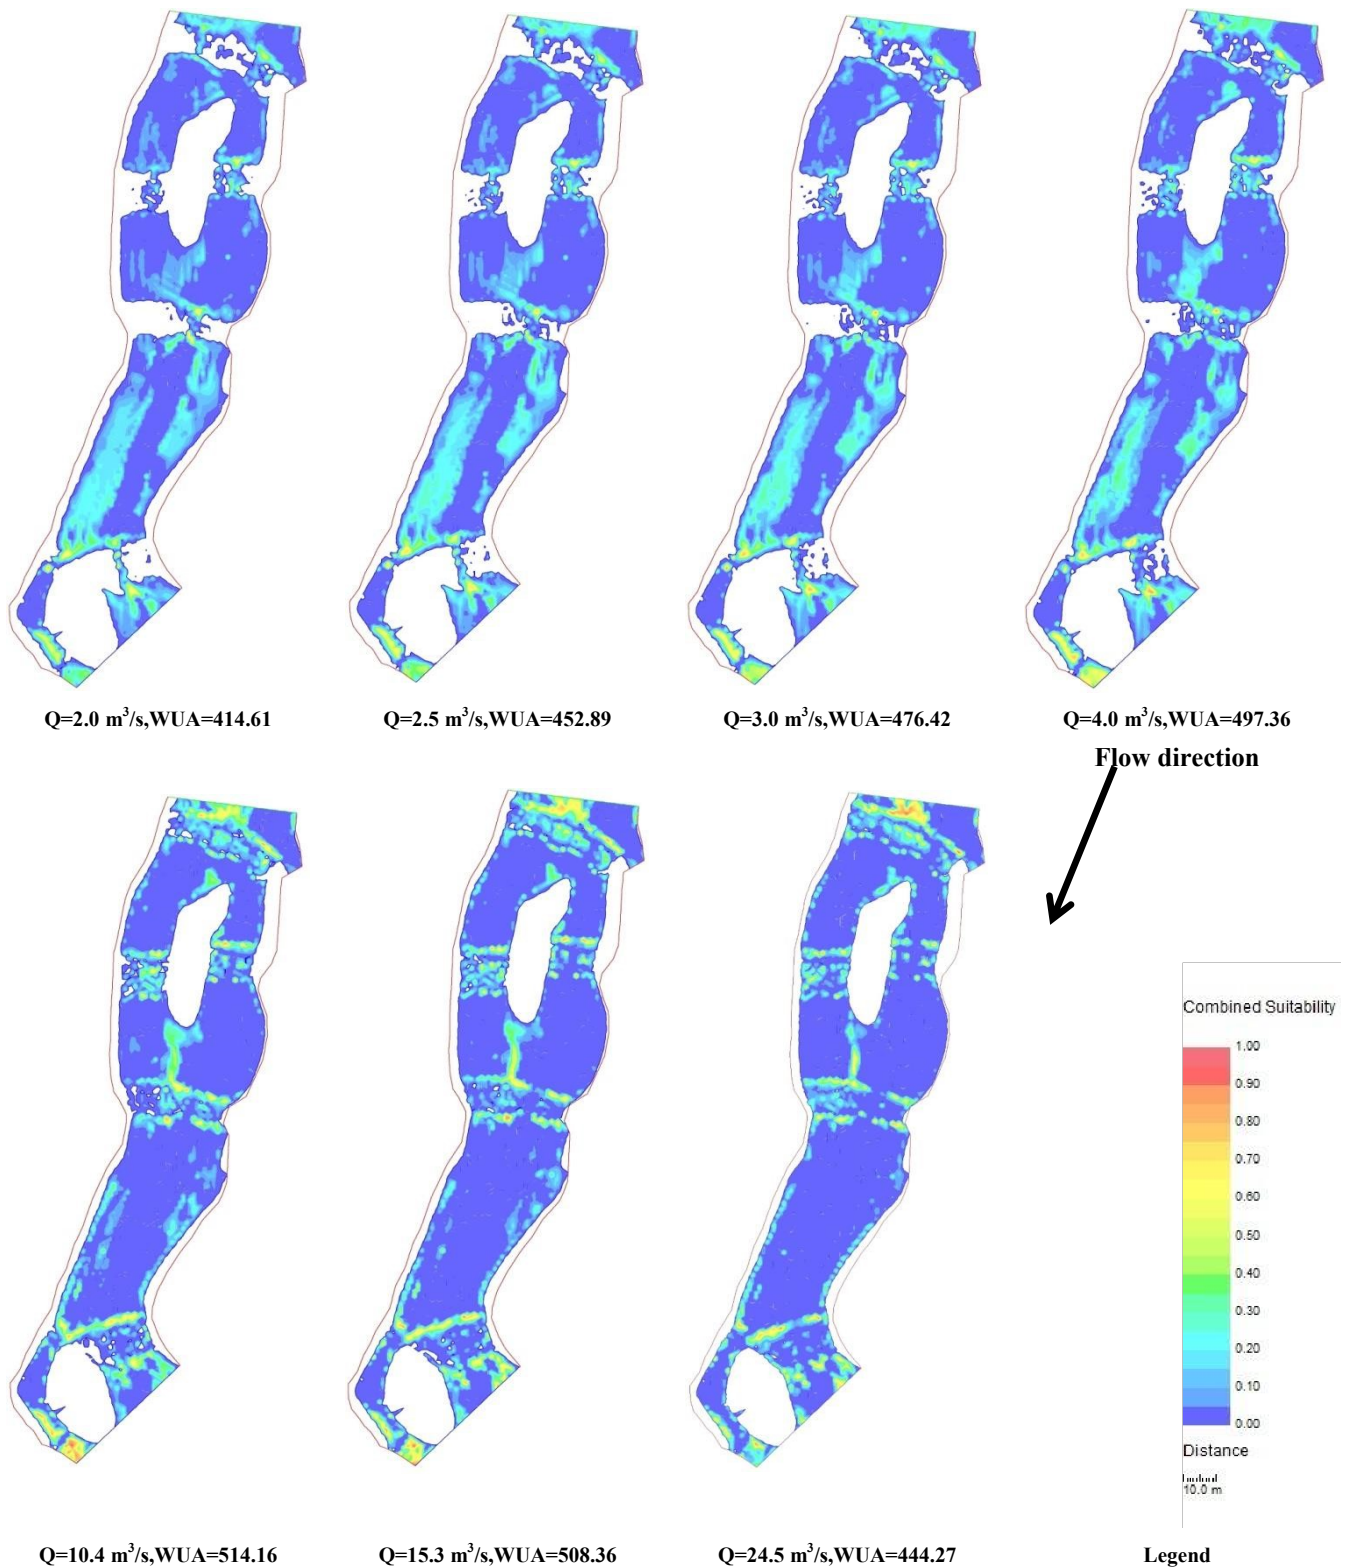 Q=2.0 m³/s,WUA=414.61
Q=2.5 m³/s,WUA=452.89
Q=3.0 m³/s,WUA=476.42
Q=4.0 m³/s,WUA=497.36
Flow direction
Combined Suitability
1.00
0.90
0.80
0.70
0.60
0.50
0.40
0.30
0.20
0.10
0.00
Distance
10.0 m
Q=10.4 m³/s,WUA=514.16
Q=15.3 m³/s,WUA=508.36
Q=24.5 m³/s,WUA=444.27
Legend